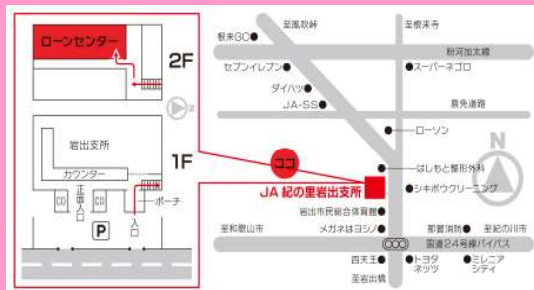 ローンセンター
2F
N
岩出支所
カウンター
1F
CD
正面入口
CD
ポーチ
P
入口
至風吹峠
至根来寺
根来GC
粉河加太線
セブンイレブン
スーパーネゴロ
ダイハツ
JA-SS
農免道路
ローソン
ココ
はしもと整形外科
N
JA 紀の里岩出支所
シキボウクリーニング
岩出市民総合体育館
至和歌山市
メガネはヨシノ
那賀消防
至紀の川市
国道24号線バイパス
四天王
トヨタネッツ
ミレニアシティ
至岩出橋